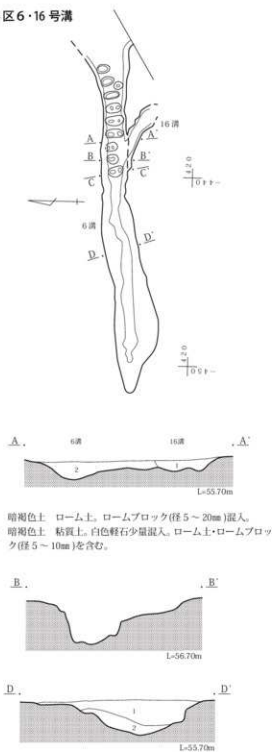 区6・16号溝
16溝
A
A′
B
B′
C
C′
6溝
D
D′
420
420
A
6溝
16溝
A′
2
1
L=55.70m
暗褐色土 ローム土。ロームブロック(径5～20㎜)混入。
暗褐色土 粘質土。白色軽石少量混入。ローム土・ロームブロッ
ク(径5～10㎜)を含む。
B
B′
L=56.70m
D
D′
1
2
L=55.70m